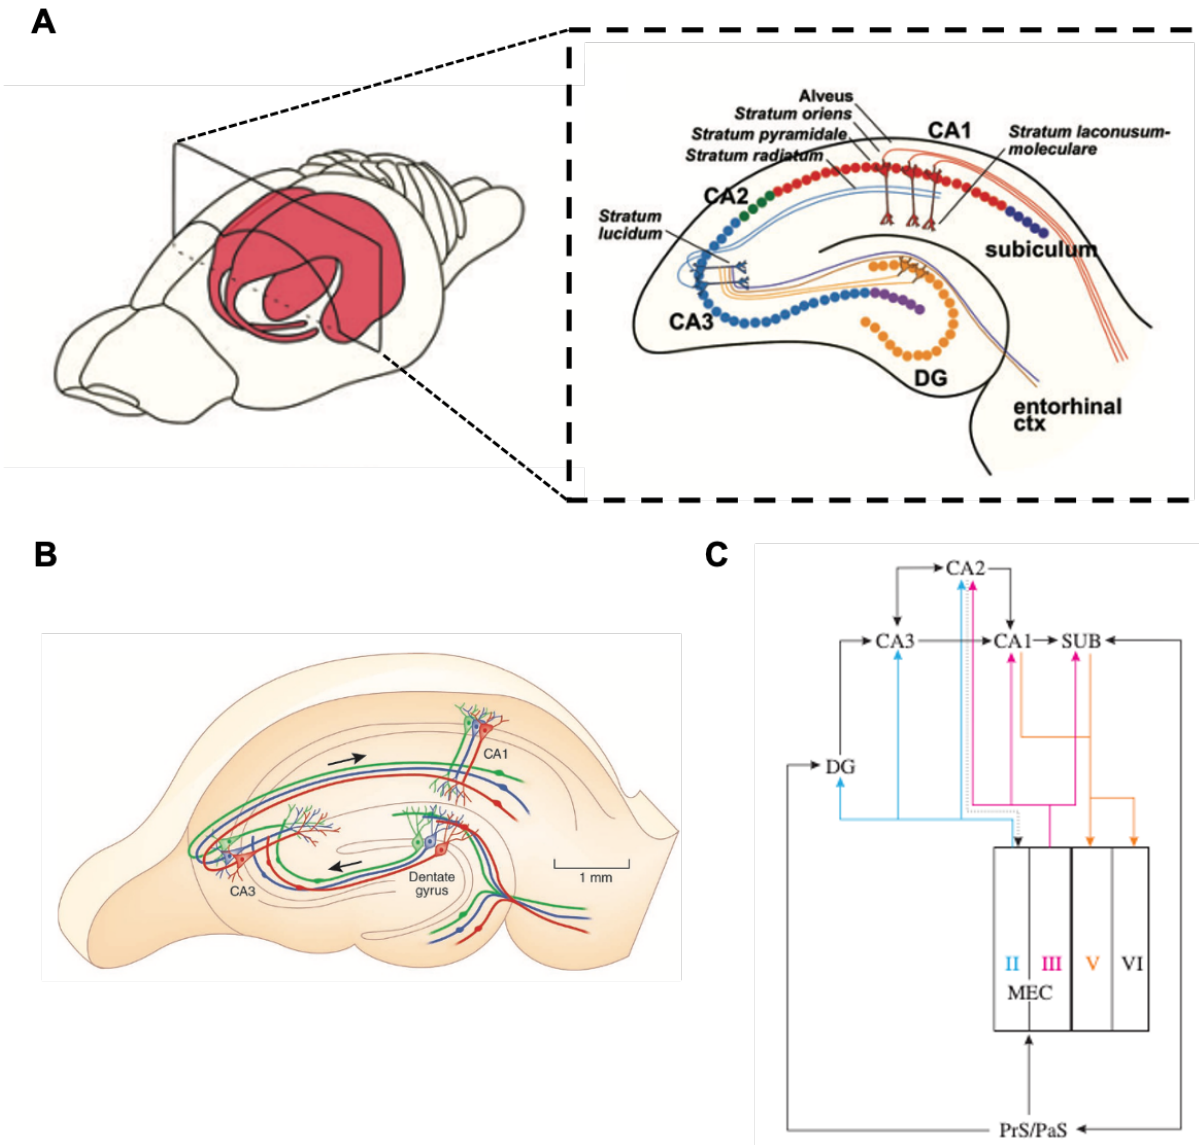 A
Alveus
Stratum oriens
Stratum pyramidale
Stratum radiatum
CA1
Stratum laconusum-
moleculare
CA2
Stratum
lucidum
subiculum
CA3
DG
entorhinal
ctx
B
CA1
CA3
Dentate
gyrus
1 mm
C
CA2
CA3
CA1
SUB
DG
II
III
V
VI
MEC
PrS/PaS